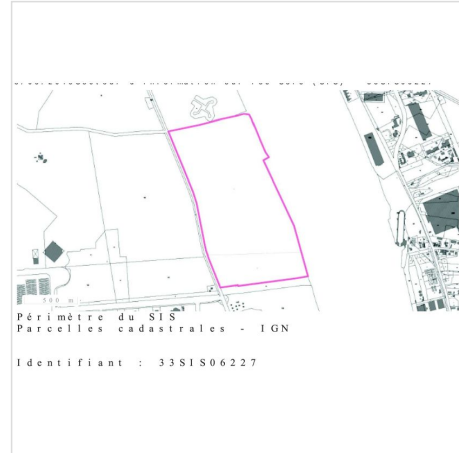 500 m
Périmètre du SIS
Parcelles cadastrales - IGN
Identifiant : 33SIS06227